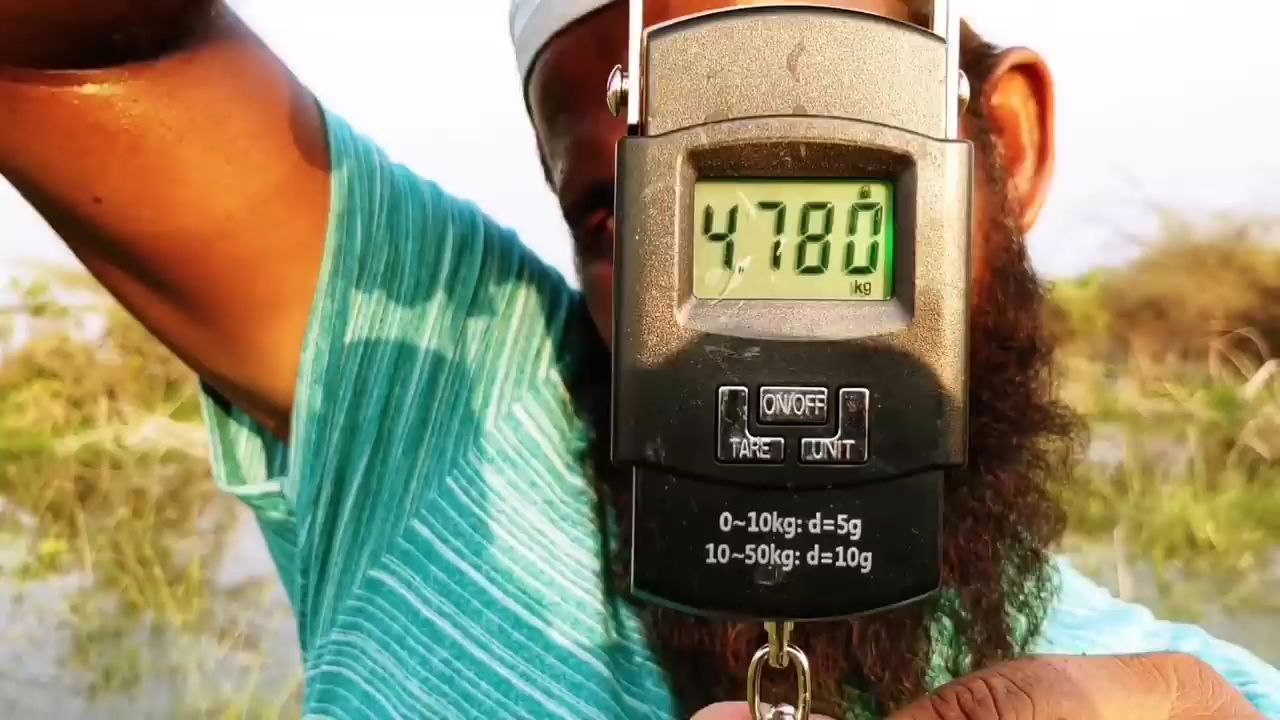 4.780
kg
ON/OFF
TARE UNIT
0~10kg: d=5g
10~50kg: d=10g